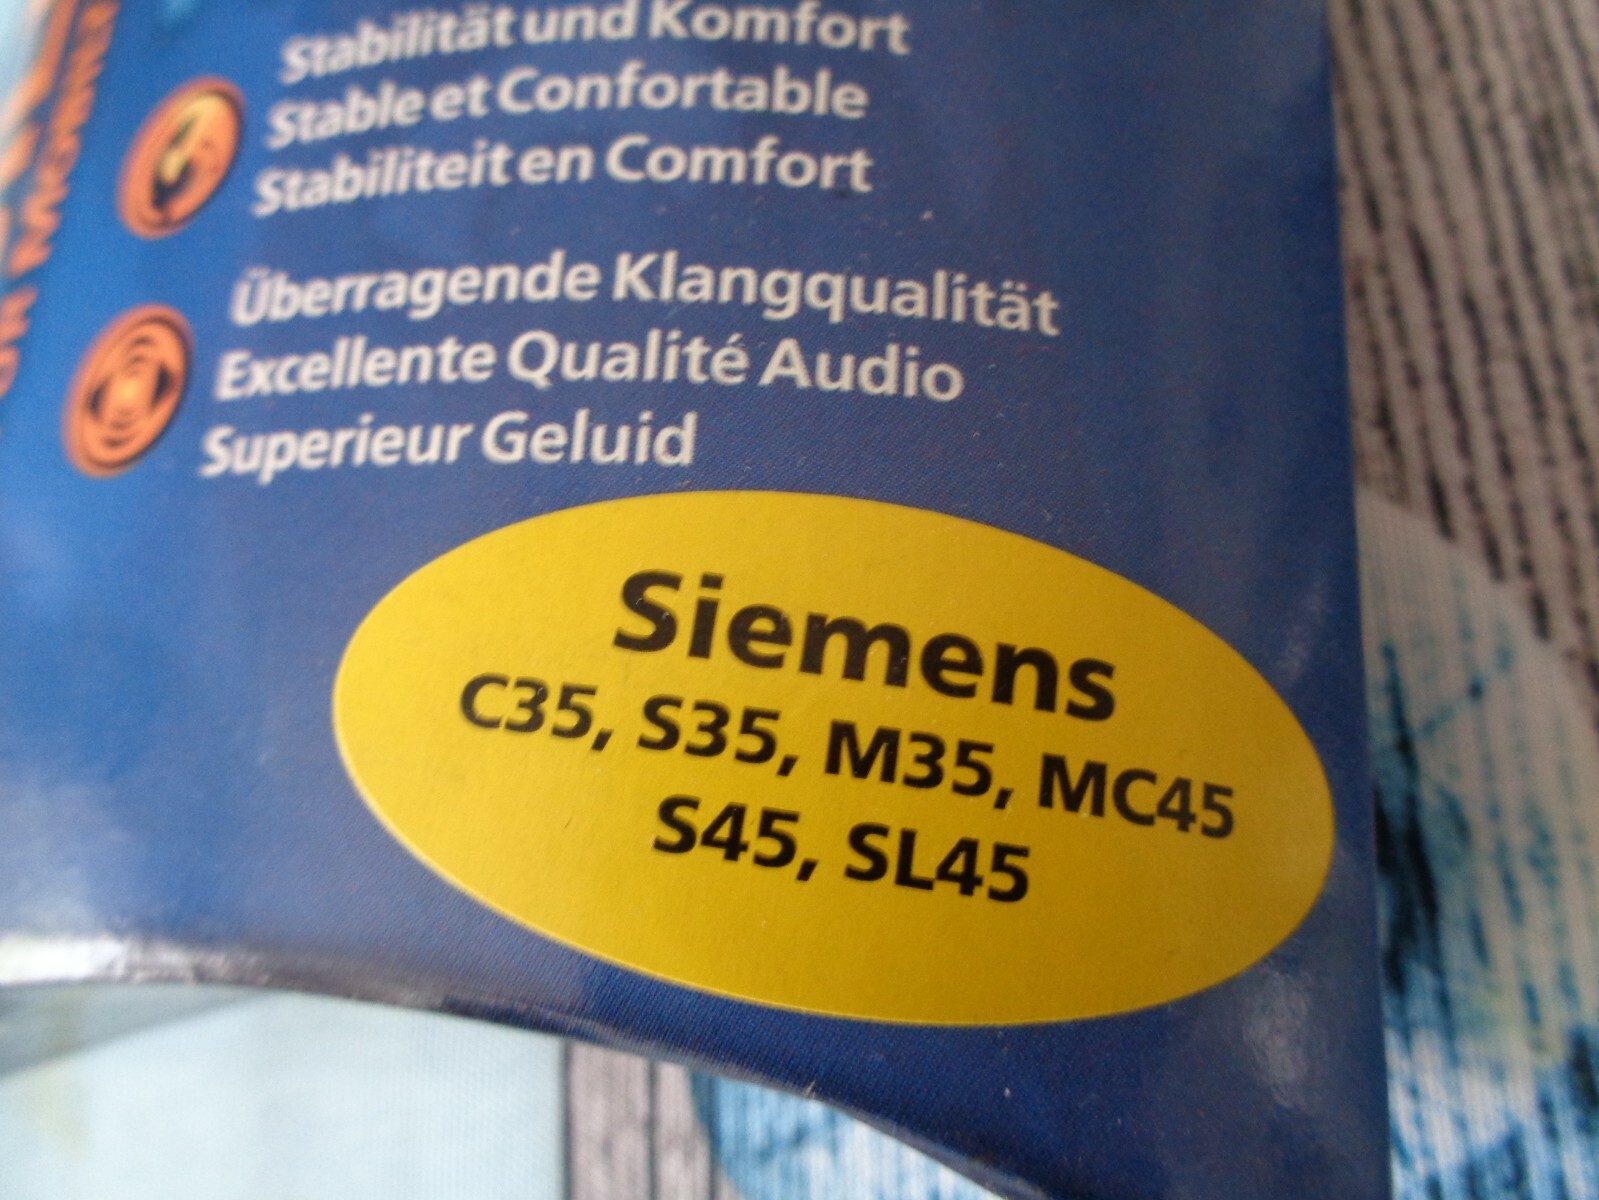 Stabilität und Komfort
Stable et Confortable
Stabiliteit en Comfort
Überragende Klangqualität
Excellente Qualité Audio
Superieur Geluid
Siemens
C35, S35, M35, MC45
S45, SL45